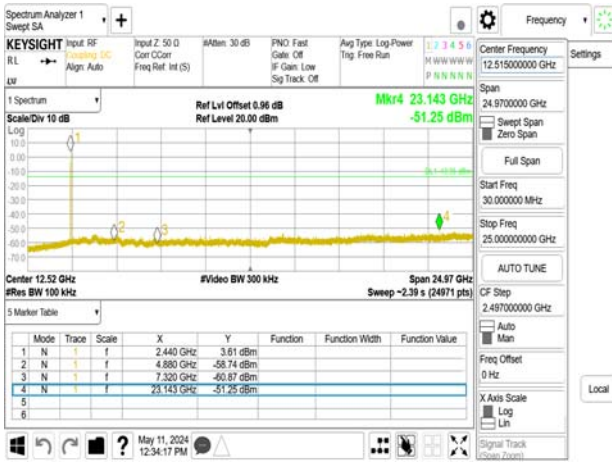 Spectrum Analyzer 1
Swept SA
+
Frequency
KEYSIGHT Input: RF Input Z: 50 Ω #Atten: 30 dB PNO: Fast Avg Type: Log-Power 1 2 3 4 5 6
RL Coupling: DC Corr CCorr Gate: Off Trig: Free Run M WWWWW
Align: Auto Freq Ref: Int (S) IF Gain: Low
Sig Track: Off P N N N N N
LXI
1 Spectrum
Ref Lvl Offset 0.96 dB Mkr4 23.143 GHz
Scale/Div 10 dB Ref Level 20.00 dBm -51.25 dBm
Log
10.0
0.00
-10.0
-20.0
-30.0
-40.0
-50.0
-60.0
-70.0
1
2
3
4
Center 12.52 GHz #Video BW 300 kHz Span 24.97 GHz
#Res BW 100 kHz Sweep ~2.39 s (24971 pts)
5 Marker Table
Mode Trace Scale X Y Function Function Width Function Value
1 N 1 f 2.440 GHz 3.61 dBm
2 N 1 f 4.880 GHz -58.74 dBm
3 N 1 f 7.320 GHz -60.87 dBm
4 N 1 f 23.143 GHz -51.25 dBm
5
6
?
May 11, 2024
12:34:17 PM
Center Frequency
12.515000000 GHz
Settings
Span
24.9700000 GHz
Swept Span
Zero Span
Full Span
Start Freq
30.000000 MHz
Stop Freq
25.000000000 GHz
AUTO TUNE
CF Step
2.497000000 GHz
Auto
Man
Freq Offset
0 Hz
X Axis Scale
Log
Lin
Local
Signal Track
(Span Zoom)